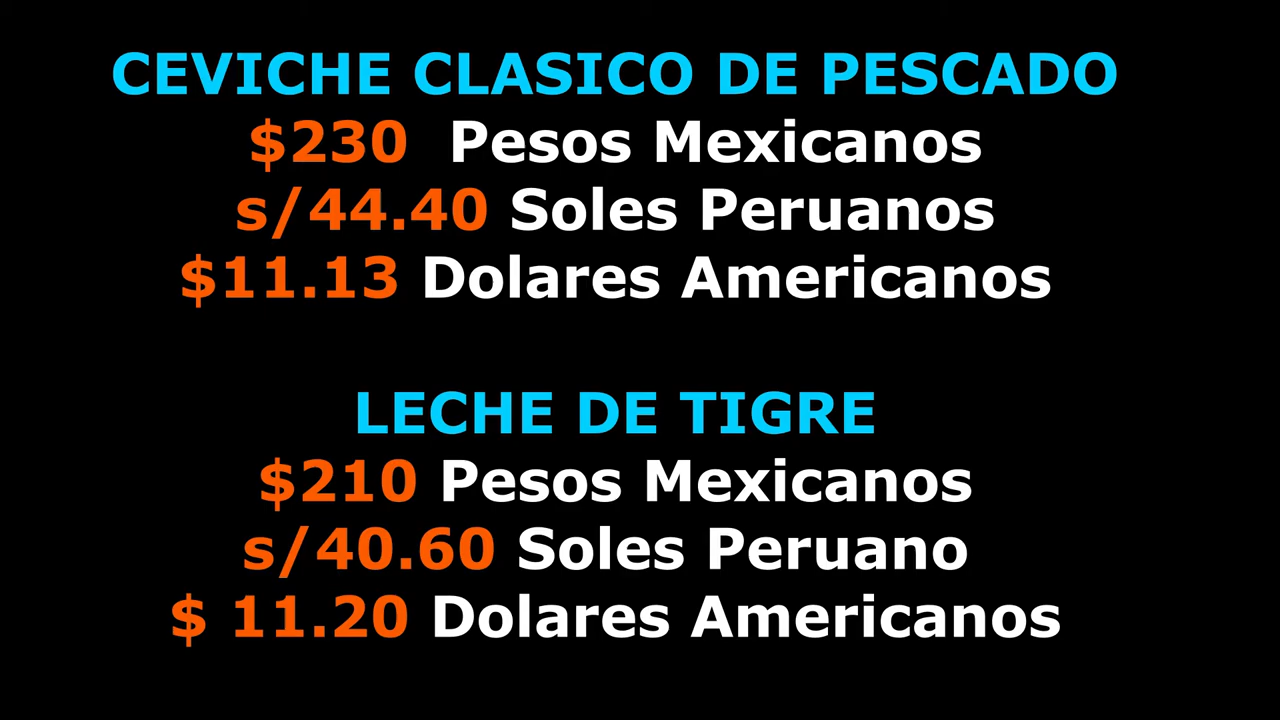 CEVICHE CLASICO DE PESCADO
$230  Pesos Mexicanos
s/44.40 Soles Peruanos
$11.13 Dolares Americanos
LECHE DE TIGRE
$210 Pesos Mexicanos
s/40.60 Soles Peruano
$ 11.20 Dolares Americanos